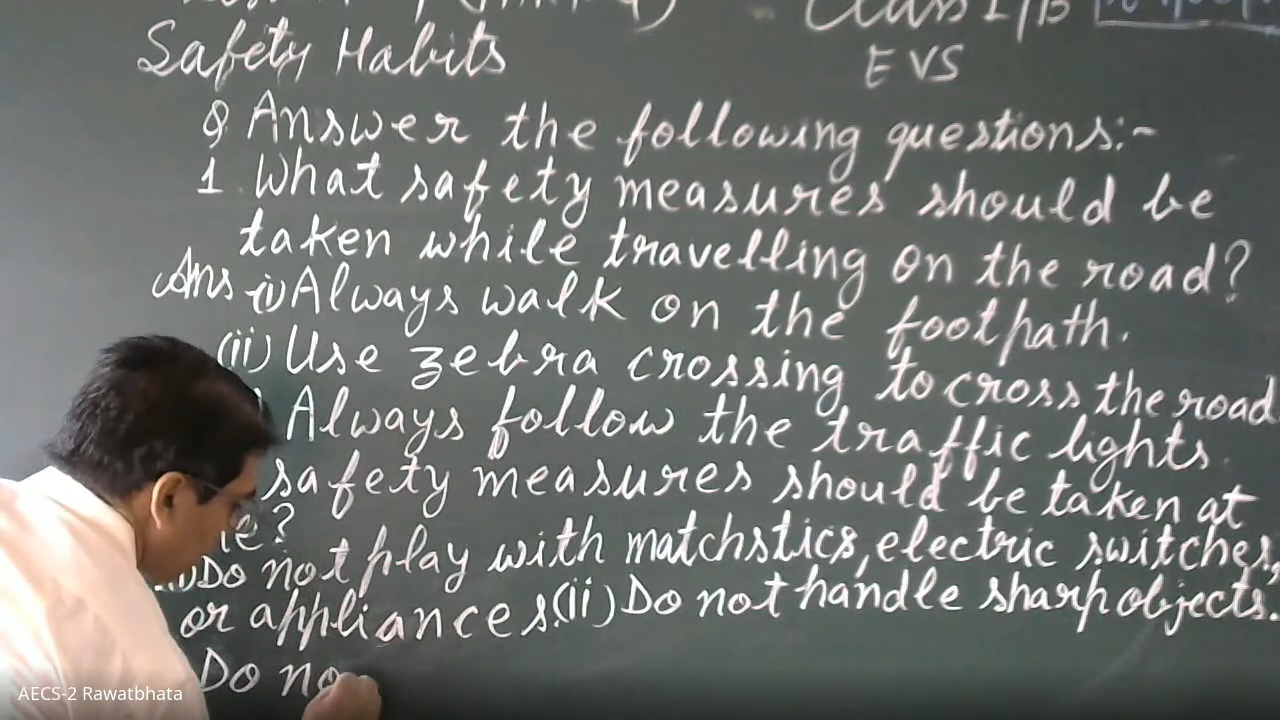 Class I/B
Safety Habits
EVS
Q Answer the following questions:-
1. What safety measures should be
taken while travelling on the road?
Ans (i) Always walk on the footpath.
(ii) Use zebra crossing to cross the road
Always follow the traffic lights.
safety measures should be taken at
e?
Do not play with matchstics, electric switches,
or appliances. (ii) Do not handle sharp objects.
Do no
AECS-2 Rawatbhata